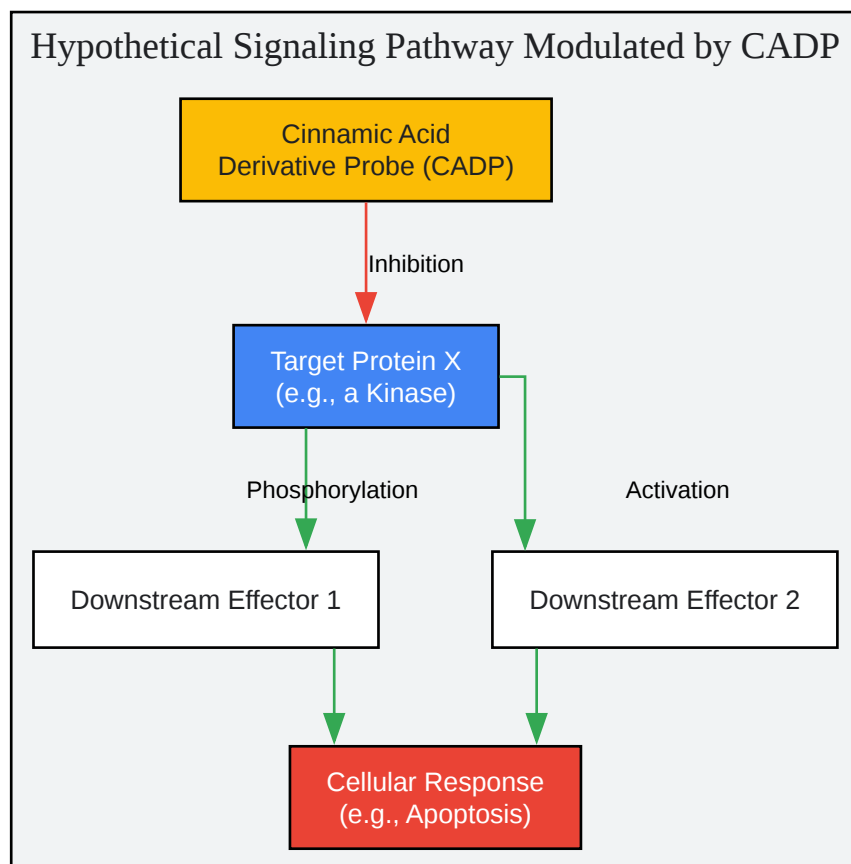 Hypothetical Signaling Pathway Modulated by CADP
Cinnamic Acid
Derivative Probe (CADP)
Inhibition
Target Protein X
(e.g., a Kinase)
Phosphorylation
Activation
Downstream Effector 1
Downstream Effector 2
Cellular Response
(e.g., Apoptosis)